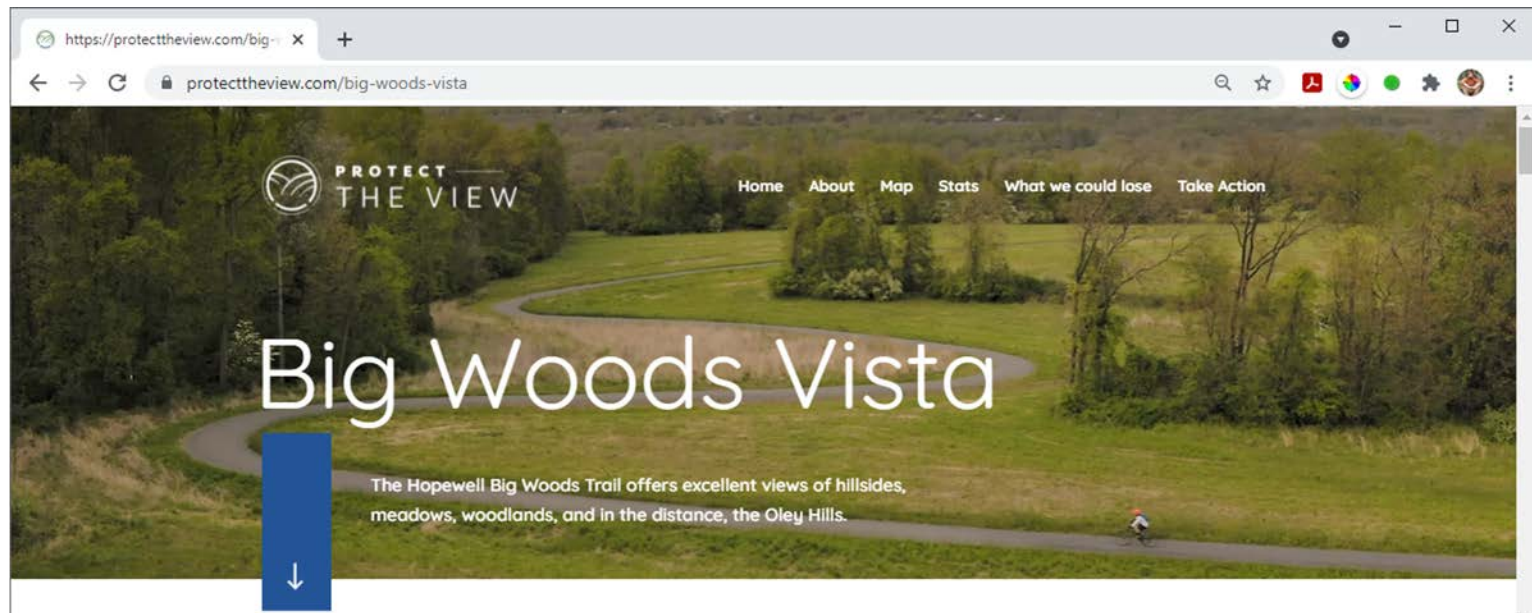 https://protecttheview.com/big-
protecttheview.com/big-woods-vista
PROTECT
THE VIEW
Home About Map Stats What we could lose Take Action
Big Woods Vista
The Hopewell Big Woods Trail offers excellent views of hillsides,
meadows, woodlands, and in the distance, the Oley Hills.